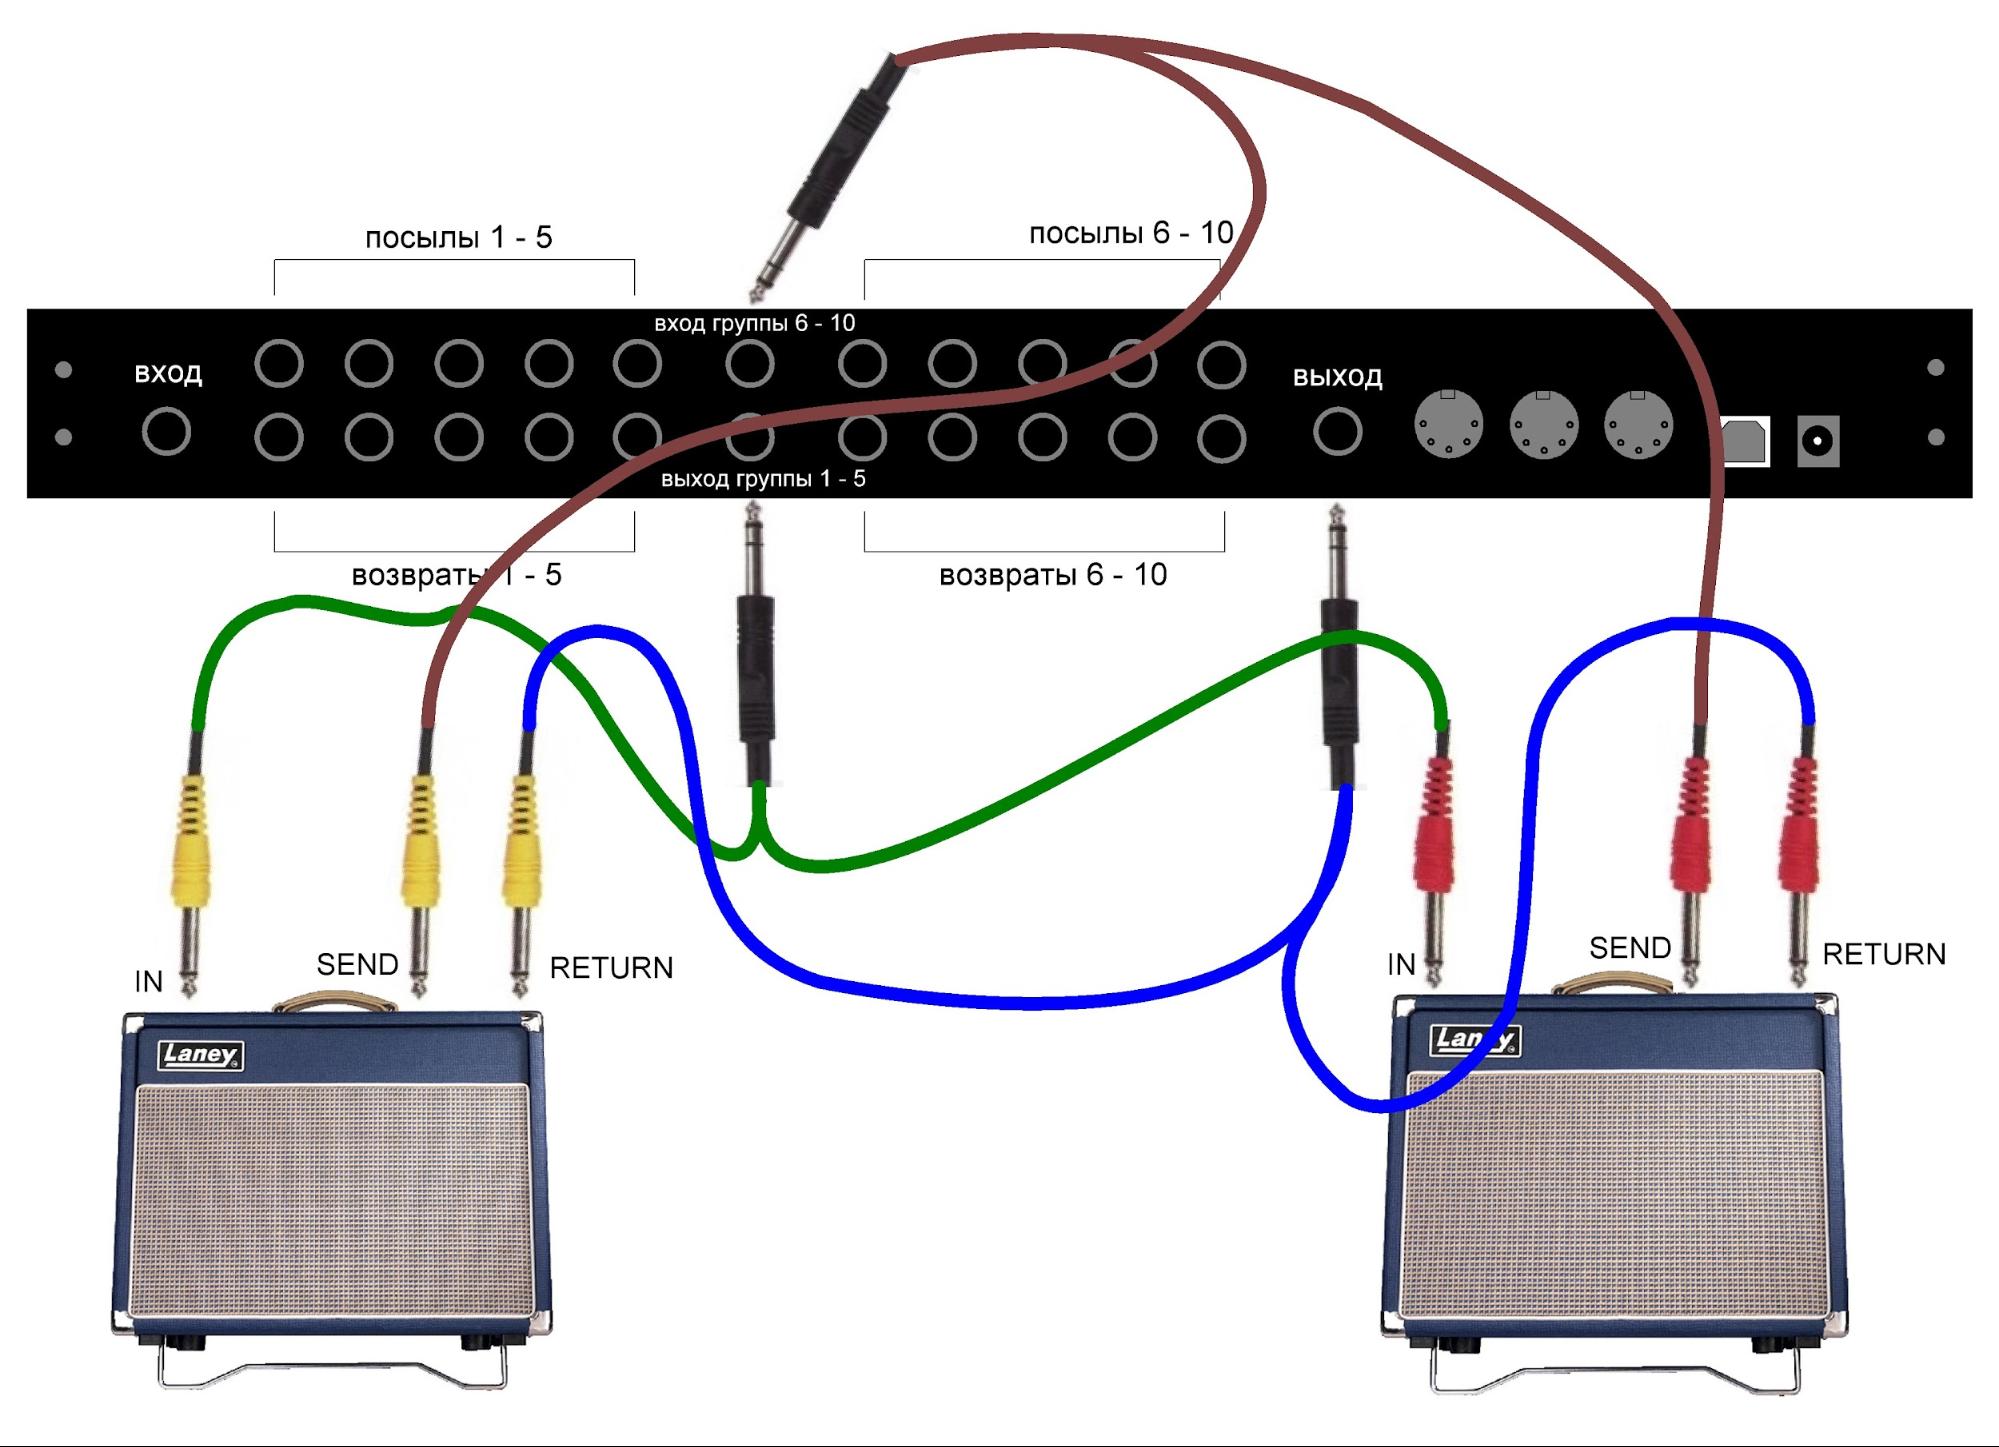 посылы 1 - 5
посылы 6 - 10
вход группы 6 - 10
вход
выход
выход группы 1 - 5
возвраты 1 - 5
возвраты 6 - 10
IN
SEND
RETURN
IN
SEND
RETURN
Laney
Laney